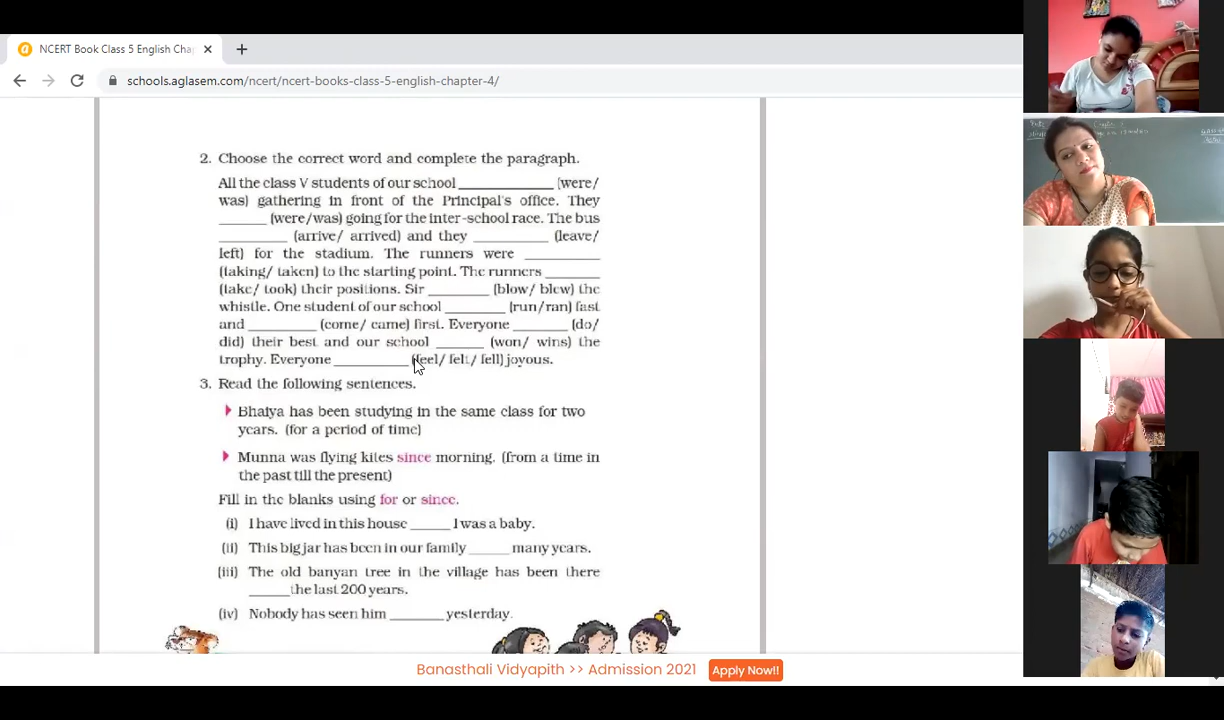 NCERT Book Class 5 English Cha
schools.aglasem.com/ncert/ncert-books-class-5-english-chapter-4/
2. Choose the correct word and complete the paragraph.
All the class V students of our school ____________ (were/
was) gathering in front of the Principal's office. They
______ (were/was) going for the inter-school race. The bus
_________ (arrive/ arrived) and they _________ (leave/
left) for the stadium. The runners were _________
(taking/ taken) to the starting point. The runners _______
(take/ took) their positions. Sir ________ (blow/ blew) the
whistle. One student of our school ________ (run/ran) fast
and _________ (come/ came) first. Everyone _______ (do/
did) their best and our school ______ (won/ wins) the
trophy. Everyone __________ (feel/ felt/ fell) joyous.
3. Read the following sentences.
Bhaiya has been studying in the same class for two
years. (for a period of time)
Munna was flying kites since morning. (from a time in
the past till the present)
Fill in the blanks using for or since.
(i) I have lived in this house _____ I was a baby.
(ii) This big jar has been in our family _____ many years.
(iii) The old banyan tree in the village has been there
_____the last 200 years.
(iv) Nobody has seen him _______ yesterday.
Banasthali Vidyapith >> Admission 2021
Apply Now!!